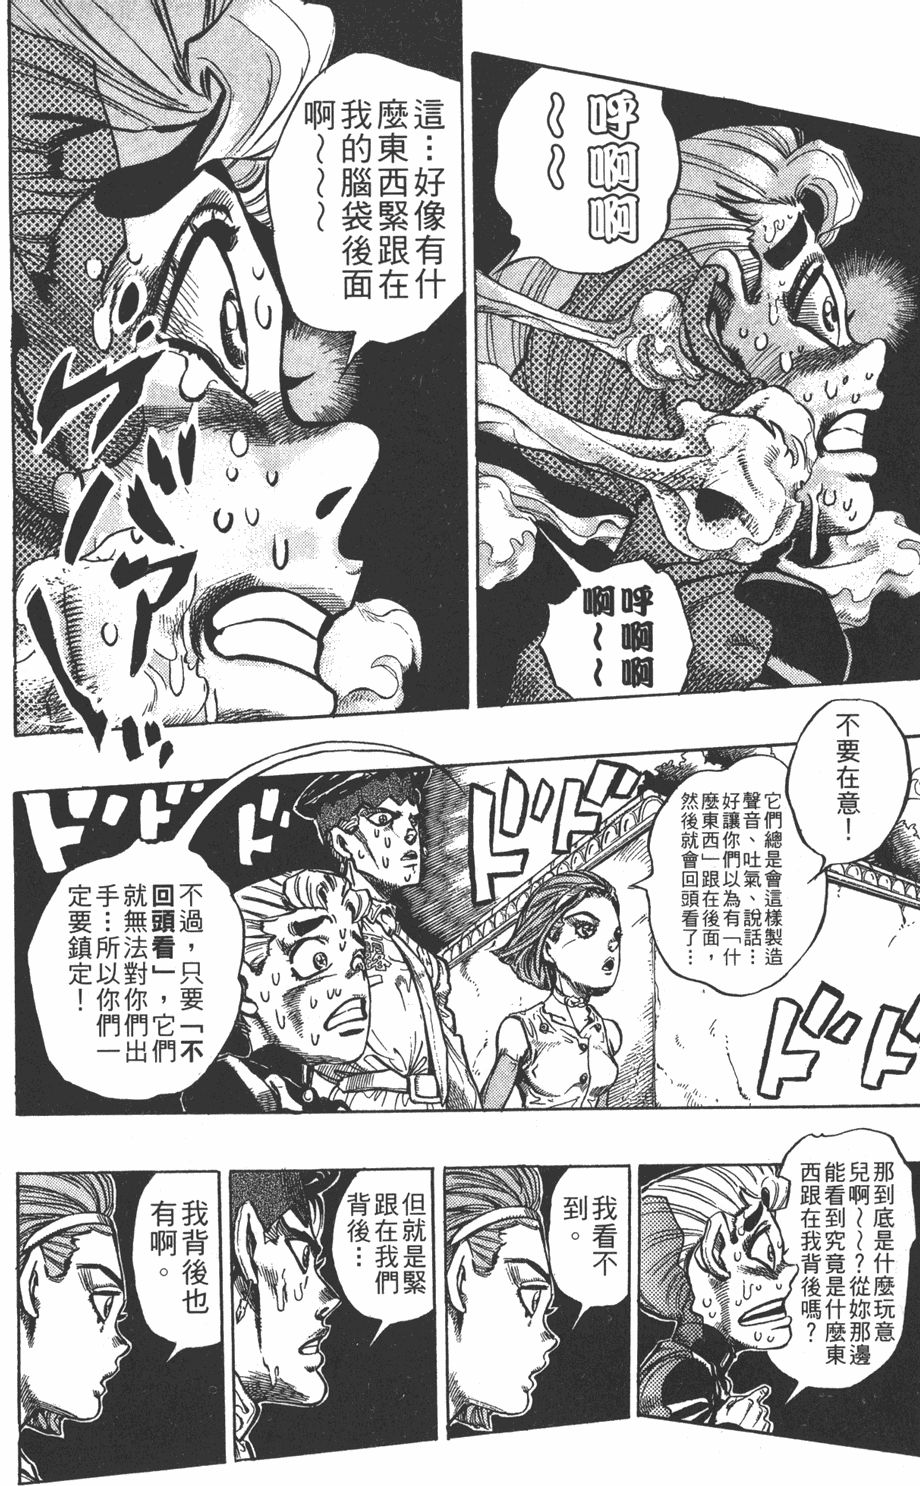 呼啊啊
～～
呼啊啊
啊～～
這…好像有什
麼東西緊跟在
我的腦袋後面
啊～～～
ズ
バァ
ド
不要在意！
它們總是會這樣製造
聲音、吐氣、說話…
好讓你們以為有「什
麼東西」跟在後面，
然後就會回頭看了…
ドド
ドド
ドド
ドド
不過，只要「不
回頭看」，它們
就無法對你們出
手…所以你們一
定要鎮定！
那到底是什麼玩意
兒啊～～？從妳那邊
能看到究竟是什麼東
西跟在我背後嗎？
我看不
到。
但就是緊
跟在我們
背後…
我背後也
有啊。